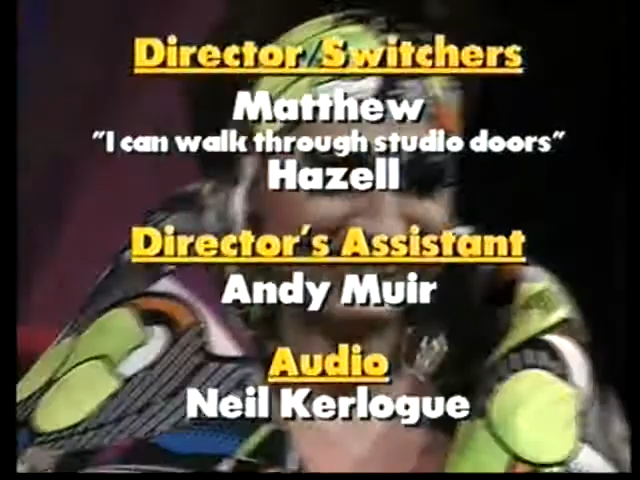 Director/Switchers
Matthew
"I can walk through studio doors"
Hazell
Director's Assistant
Andy Muir
Audio
Neil Kerlogue